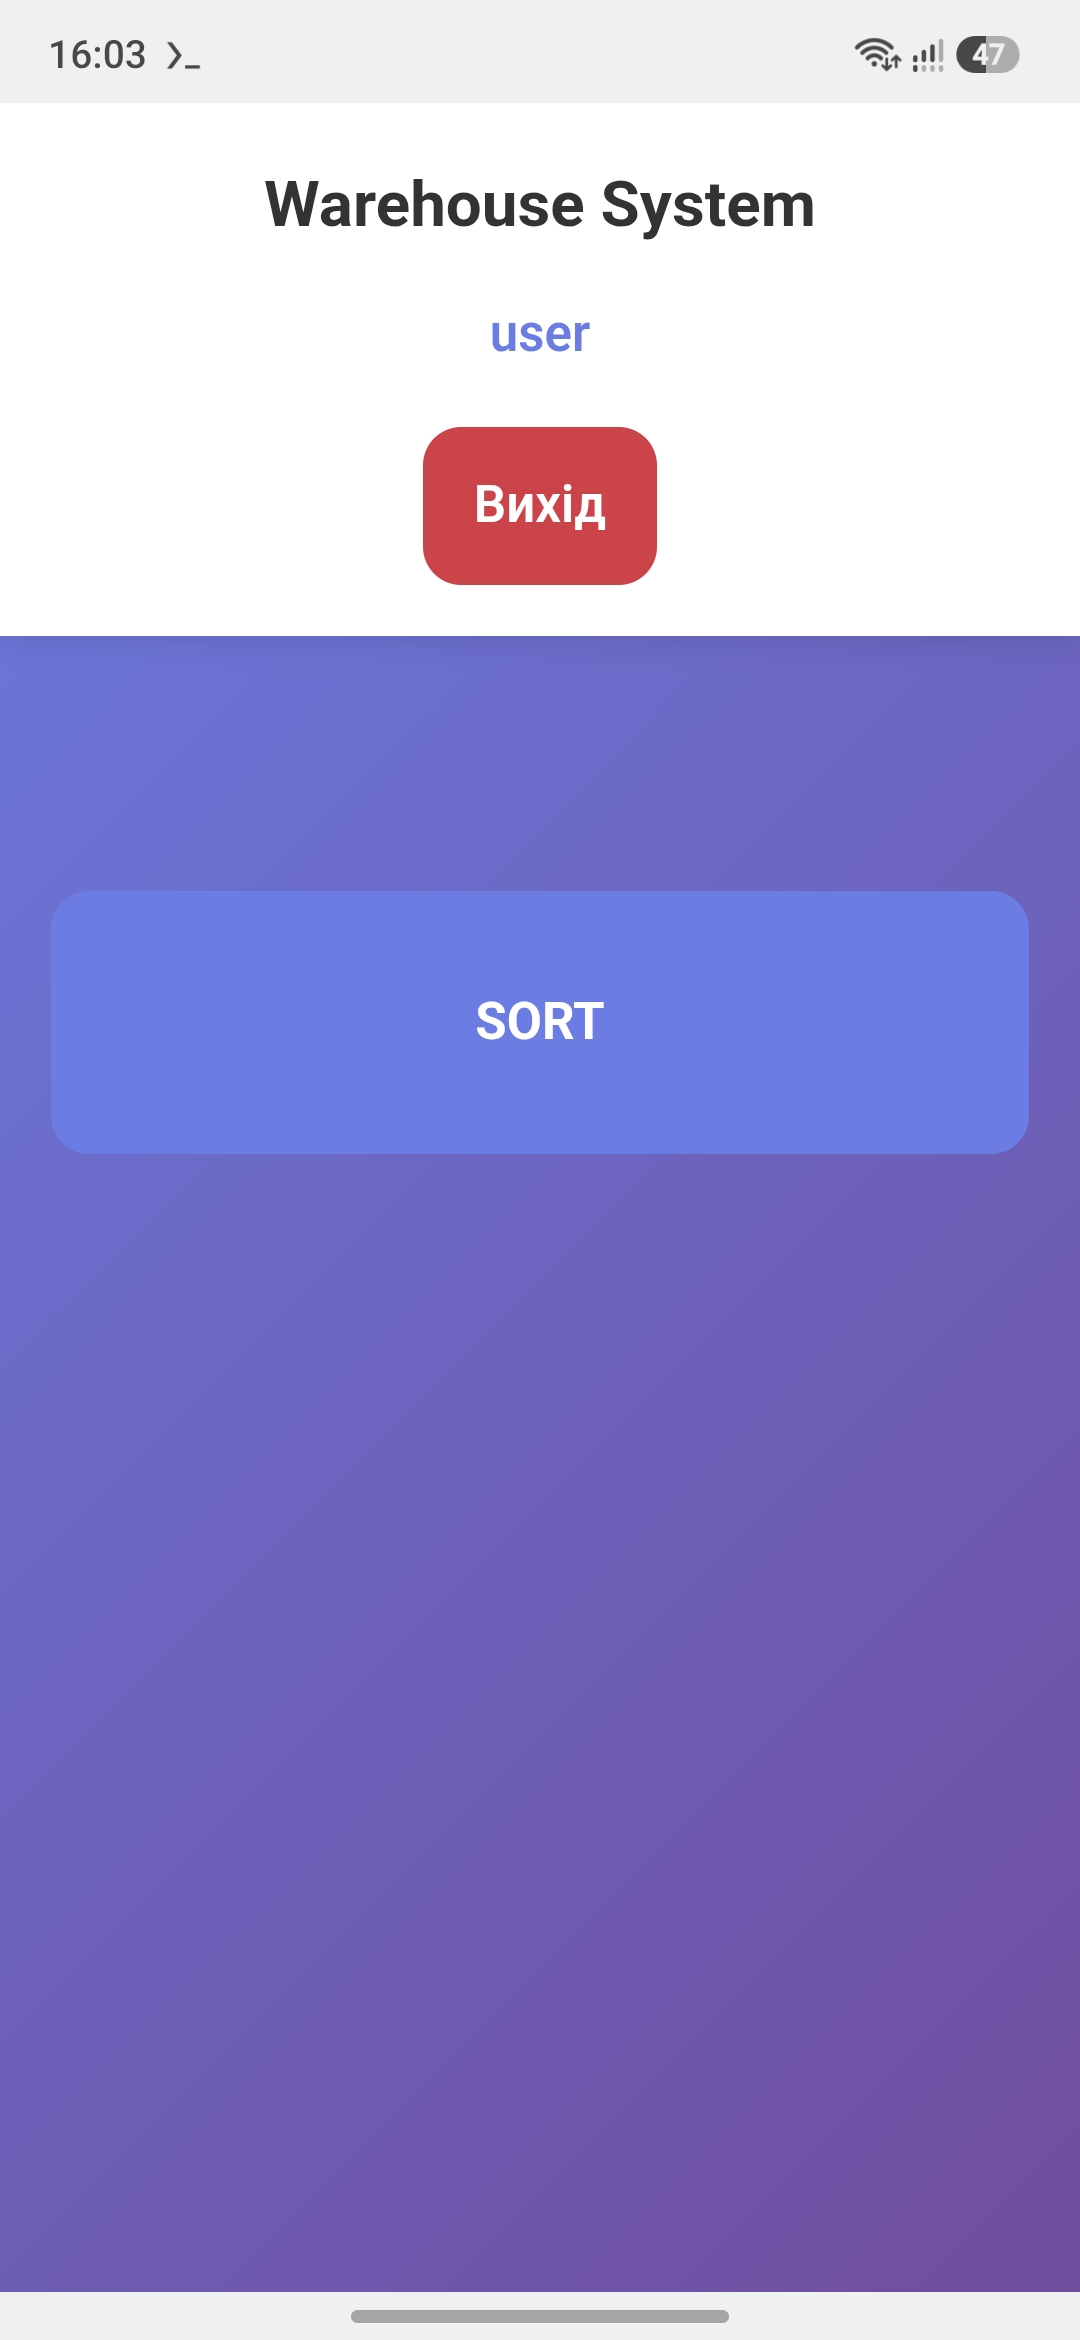 16:03
47
Warehouse System
user
Вихід
SORT